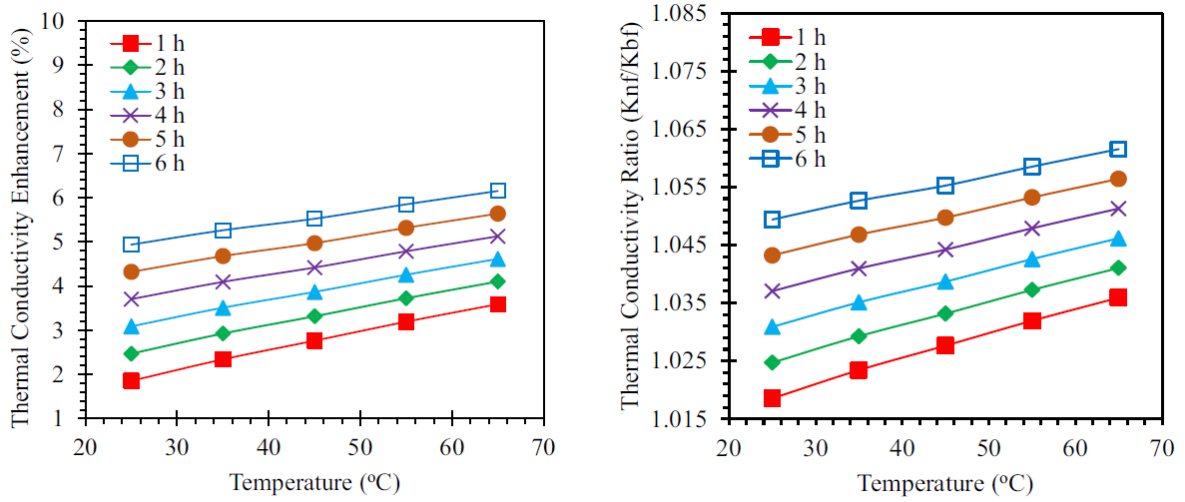 Thermal Conductivity Enhancement (%)
10
9
8
7
6
5
4
3
2
1
1 h
2 h
3 h
4 h
5 h
6 h
20 30 40 50 60 70
Temperature (ºC)
Thermal Conductivity Ratio (Knf/Kbf)
1.085
1.075
1.065
1.055
1.045
1.035
1.025
1.015
1 h
2 h
3 h
4 h
5 h
6 h
20 30 40 50 60 70
Temperature (ºC)